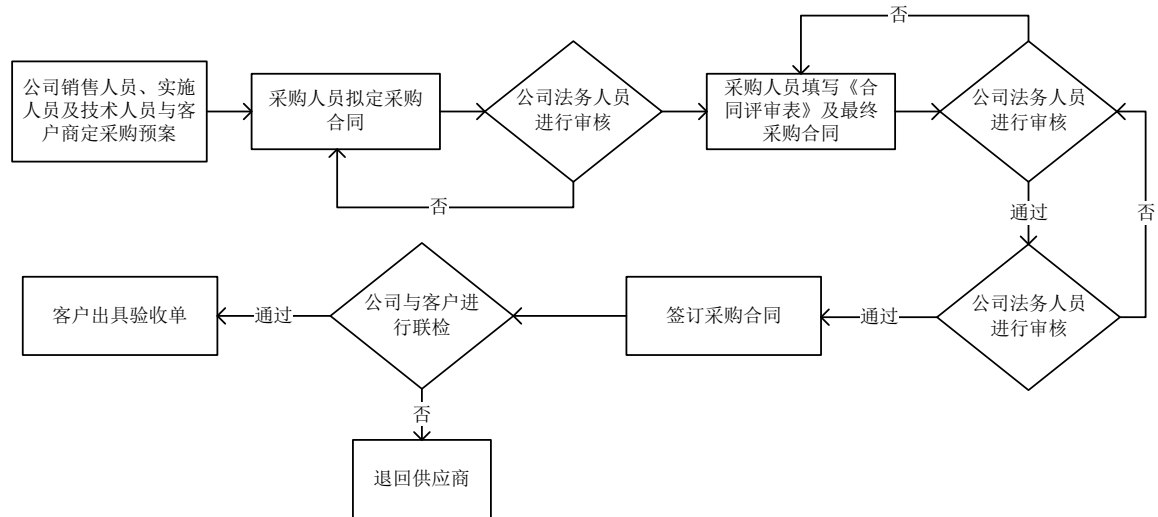 否
公司销售人员、实施
人员及技术人员与客
户商定采购预案
采购人员拟定采购
合同
公司法务人员
进行审核
采购人员填写《合
同评审表》及最终
采购合同
公司法务人员
进行审核
否
通过
否
客户出具验收单
通过
公司与客户进
行联检
签订采购合同
通过
公司法务人员
进行审核
否
退回供应商